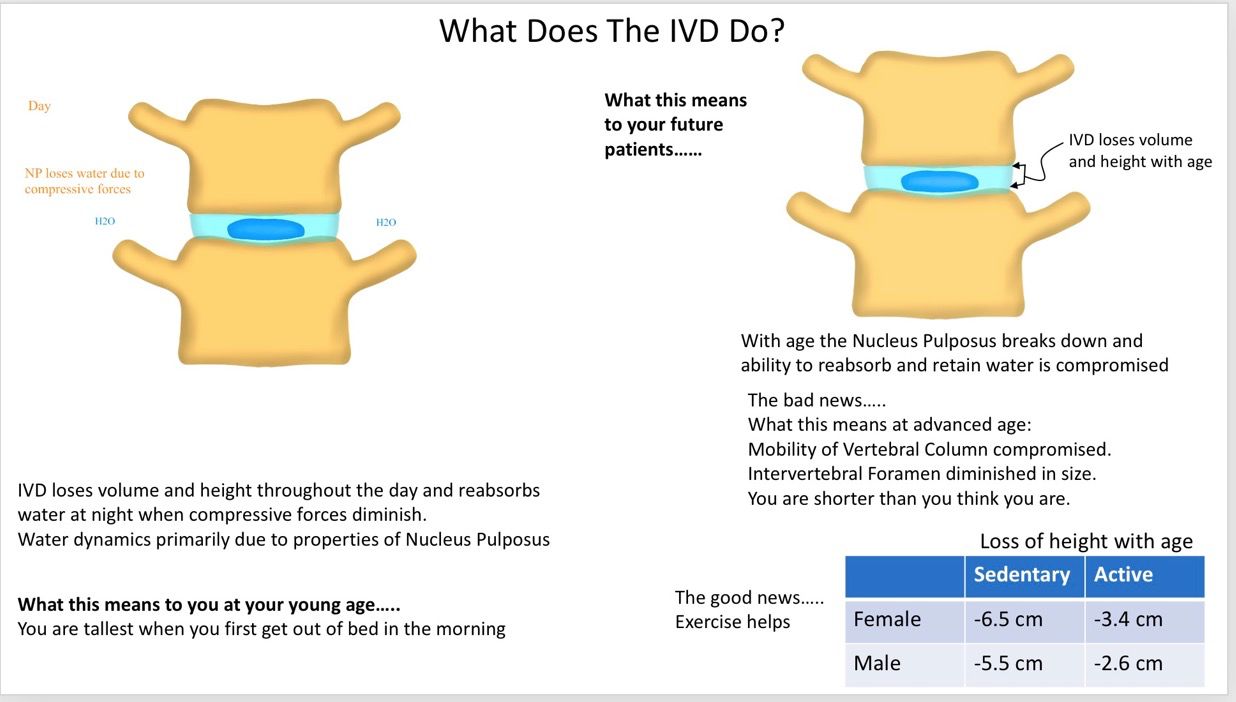 What Does The IVD Do?
Day
NP loses water due to
compressive forces
H2O
H2O
IVD loses volume and height throughout the day and reabsorbs
water at night when compressive forces diminish.
Water dynamics primarily due to properties of Nucleus Pulposus
What this means to you at your young age.....
You are tallest when you first get out of bed in the morning
What this means
to your future
patients......
IVD loses volume
and height with age
With age the Nucleus Pulposus breaks down and
ability to reabsorb and retain water is compromised
The bad news.....
What this means at advanced age:
Mobility of Vertebral Column compromised.
Intervertebral Foramen diminished in size.
You are shorter than you think you are.
The good news.....
Exercise helps
Loss of height with age
Sedentary Active
Female -6.5 cm -3.4 cm
Male -5.5 cm -2.6 cm